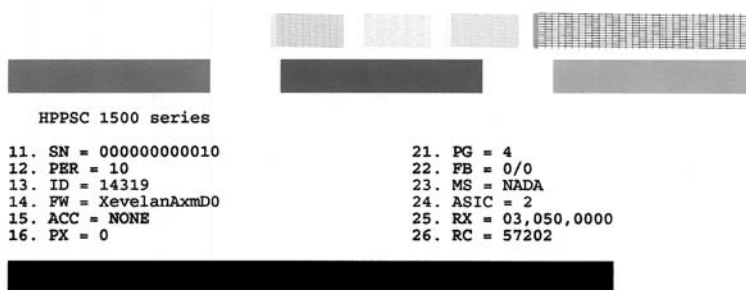 HPPSC 1500 series
11. SN = 000000000010
12. PER = 10
13. ID = 14319
14. FW = XevelanAxmD0
15. ACC = NONE
16. PX = 0
21. PG = 4
22. FB = 0/0
23. MS = NADA
24. ASIC = 2
25. RX = 03,050,0000
26. RC = 57202